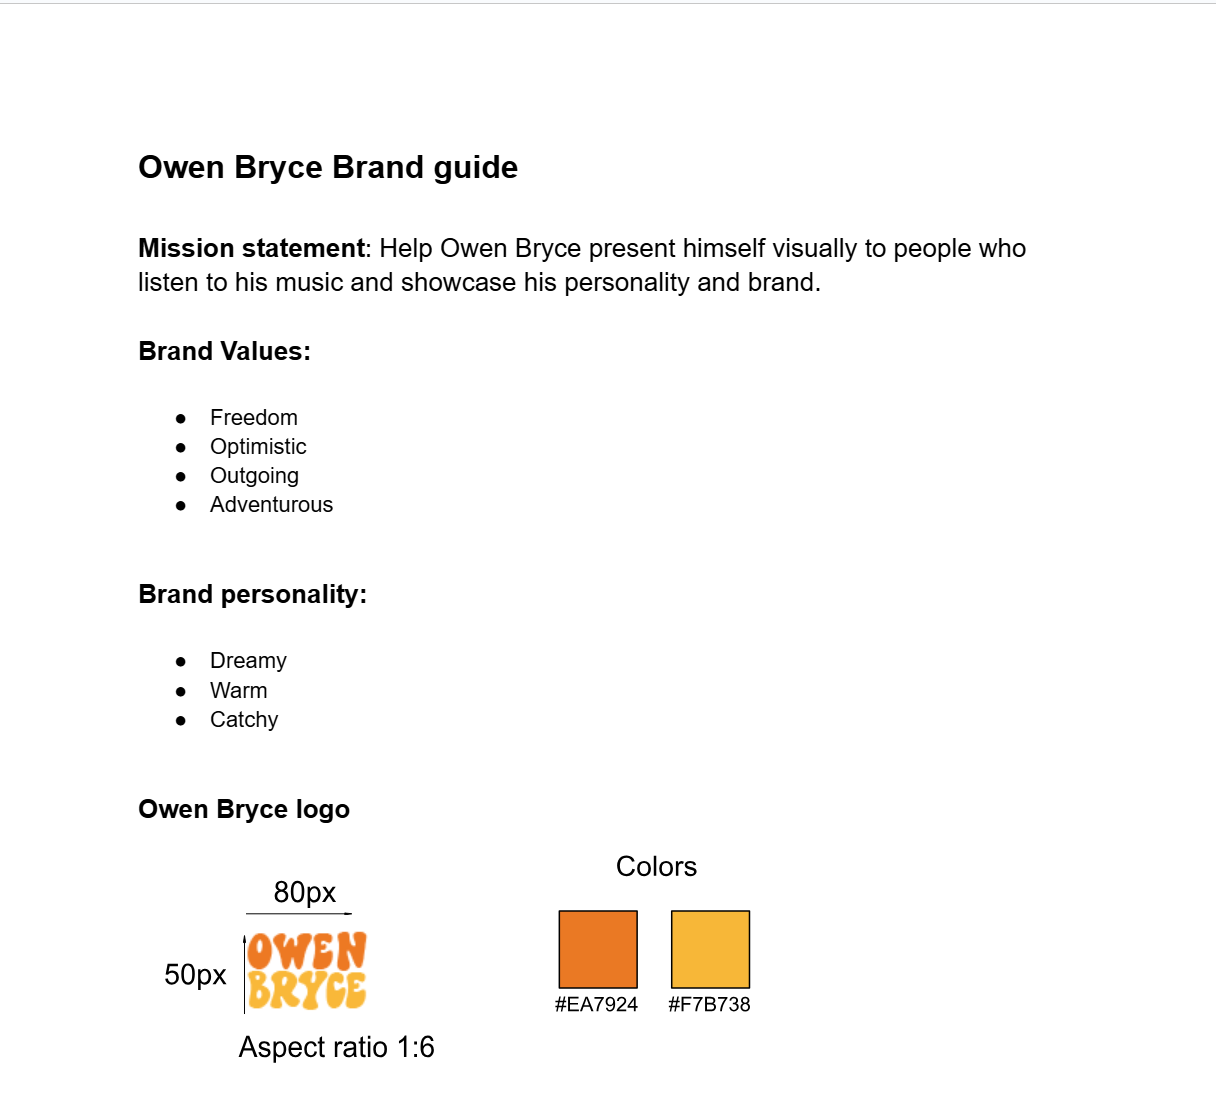 Owen Bryce Brand guide
Mission statement: Help Owen Bryce present himself visually to people who
listen to his music and showcase his personality and brand.
Brand Values:
● Freedom
● Optimistic
● Outgoing
● Adventurous
Brand personality:
● Dreamy
● Warm
● Catchy
Owen Bryce logo
Colors
80px
50px
OWEN
BRYCE
#EA7924 #F7B738
Aspect ratio 1:6